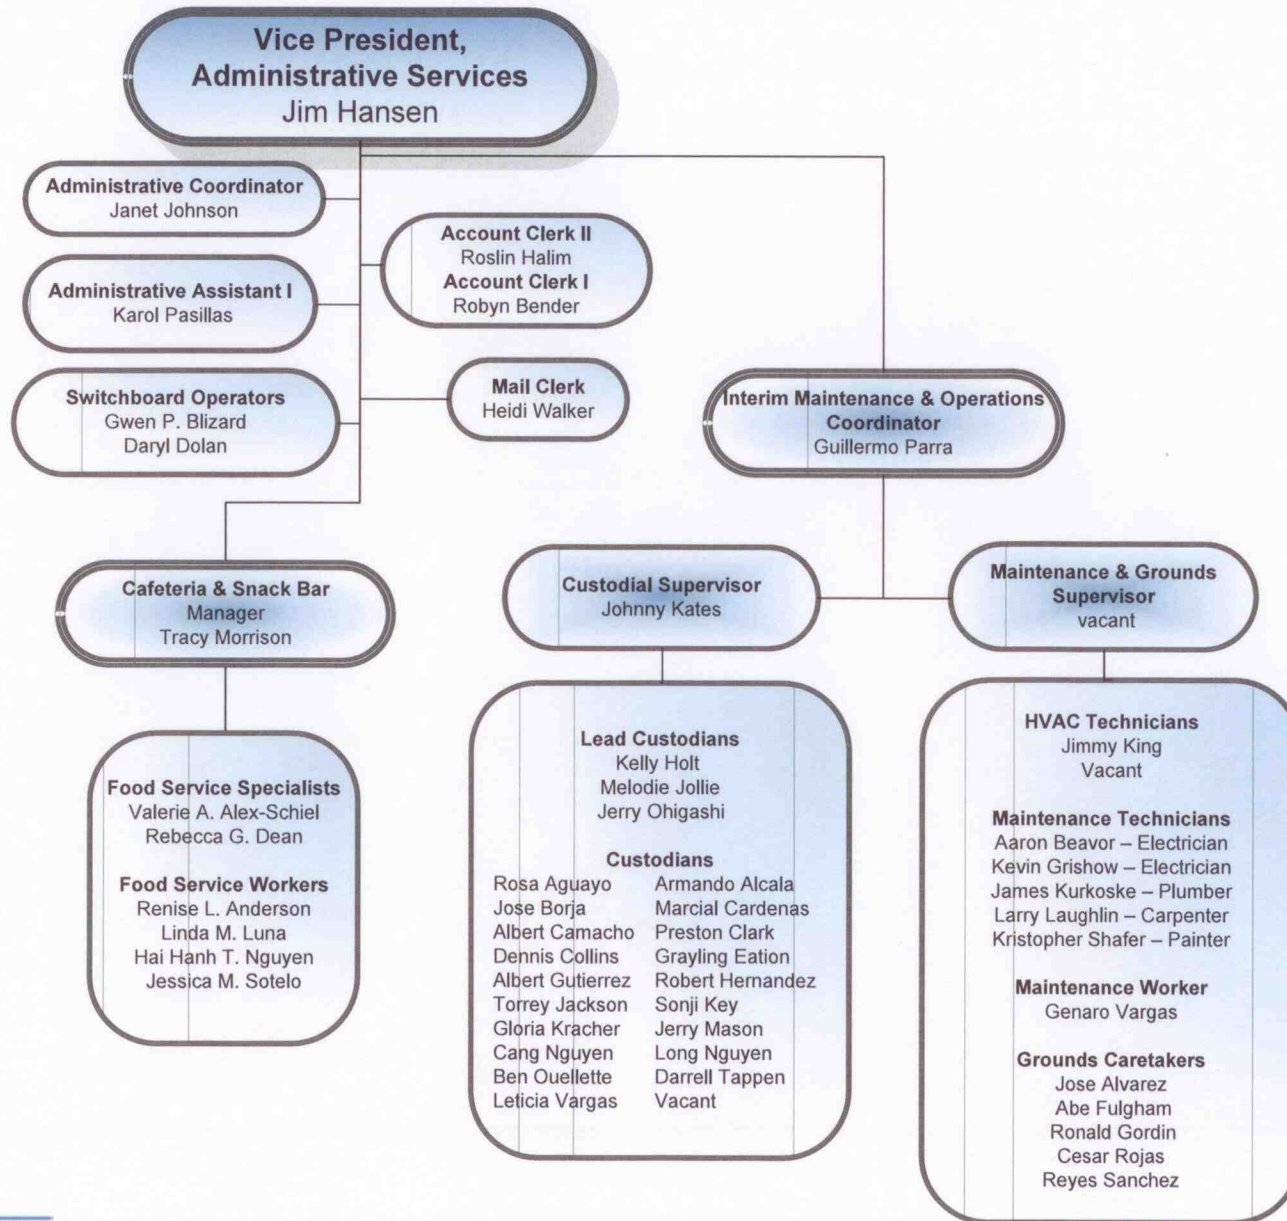 Vice President,
Administrative Services
Jim Hansen
Administrative Coordinator
Janet Johnson
Account Clerk II
Roslin Halim
Account Clerk I
Robyn Bender
Administrative Assistant I
Karol Pasillas
Switchboard Operators
Gwen P. Blizard
Daryl Dolan
Mail Clerk
Heidi Walker
Interim Maintenance & Operations
Coordinator
Guillermo Parra
Cafeteria & Snack Bar
Manager
Tracy Morrison
Custodial Supervisor
Johnny Kates
Maintenance & Grounds
Supervisor
vacant
Food Service Specialists
Valerie A. Alex-Schiel
Rebecca G. Dean
Food Service Workers
Renise L. Anderson
Linda M. Luna
Hai Hanh T. Nguyen
Jessica M. Sotelo
Lead Custodians
Kelly Holt
Melodie Jollie
Jerry Ohigashi
Custodians
Rosa Aguayo Armando Alcala
Jose Borja Marcial Cardenas
Albert Camacho Preston Clark
Dennis Collins Grayling Eation
Albert Gutierrez Robert Hernandez
Torrey Jackson Sonji Key
Gloria Kracher Jerry Mason
Cang Nguyen Long Nguyen
Ben Ouellette Darrell Tappen
Leticia Vargas Vacant
HVAC Technicians
Jimmy King
Vacant
Maintenance Technicians
Aaron Beavor – Electrician
Kevin Grishow – Electrician
James Kurkoske – Plumber
Larry Laughlin – Carpenter
Kristopher Shafer – Painter
Maintenance Worker
Genaro Vargas
Grounds Caretakers
Jose Alvarez
Abe Fulgham
Ronald Gordin
Cesar Rojas
Reyes Sanchez